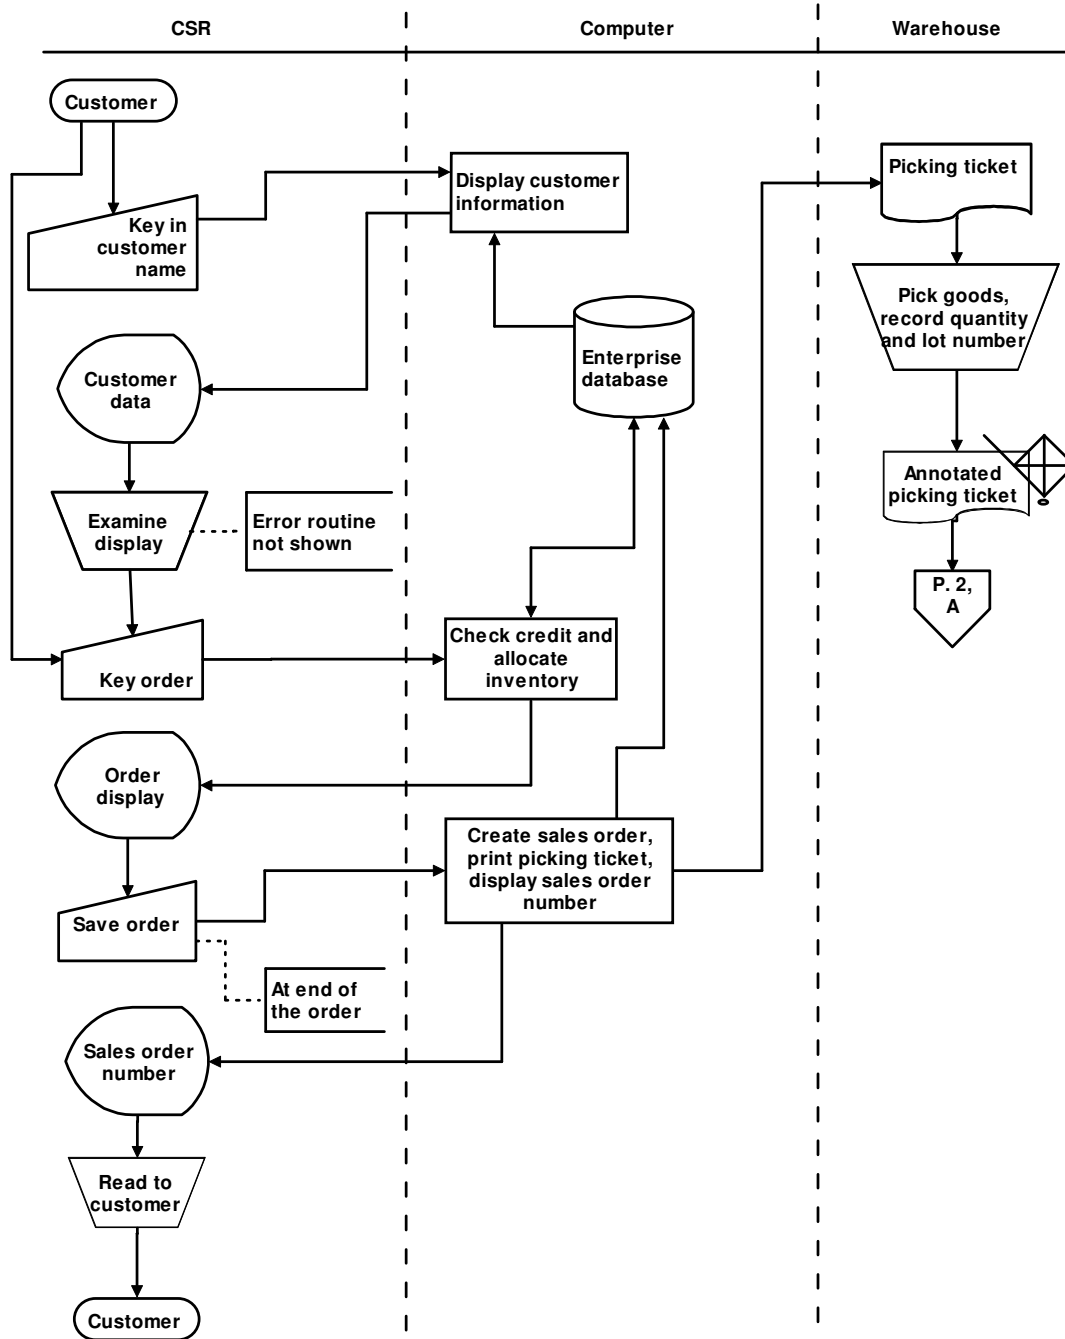 CSR
Computer
Warehouse
Customer
Key in
customer
name
Display customer
information
Picking ticket
Pick goods,
record quantity
and lot number
Enterprise
database
Customer
data
Annotated
picking ticket
Examine
display
Error routine
not shown
P. 2,
A
Key order
Check credit and
allocate
inventory
Order
display
Create sales order,
print picking ticket,
display sales order
number
Save order
At end of
the order
Sales order
number
Read to
customer
Customer